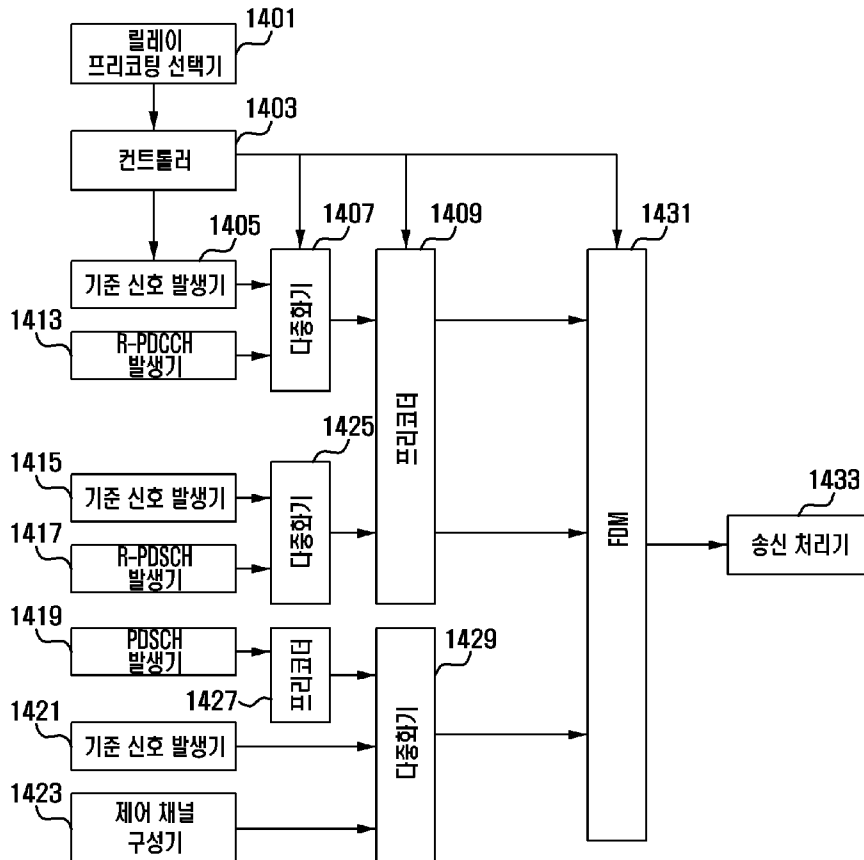 1401
릴레이
프리코팅 선택기
1403
컨트롤러
1405
기준 신호 발생기
1407
다중화기
1409
프리코더
1431
FDM
1413
R-PDCCH
발생기
1425
다중화기
1415
기준 신호 발생기
1417
R-PDSCH
발생기
1433
송신 처리기
1419
PDSCH
발생기
1427
프리코더
1429
다중화기
1421
기준 신호 발생기
1423
제어 채널
구성기